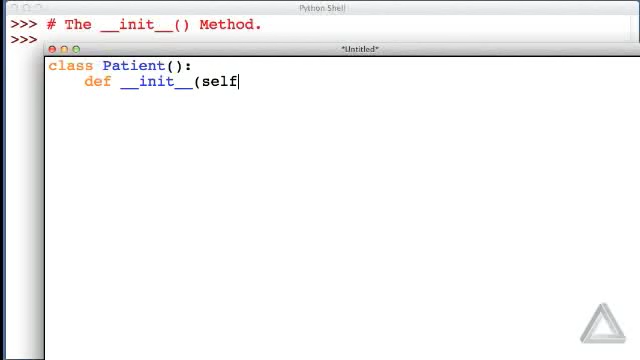 Python Shell
>>> # The __init__() Method.
>>>
*Untitled*
class Patient():
    def __init__(self